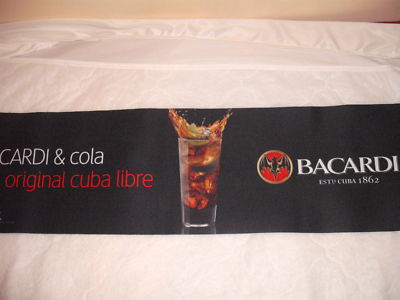 CARDI & cola
original cuba libre
BACARDI
ESTD CUBA 1862